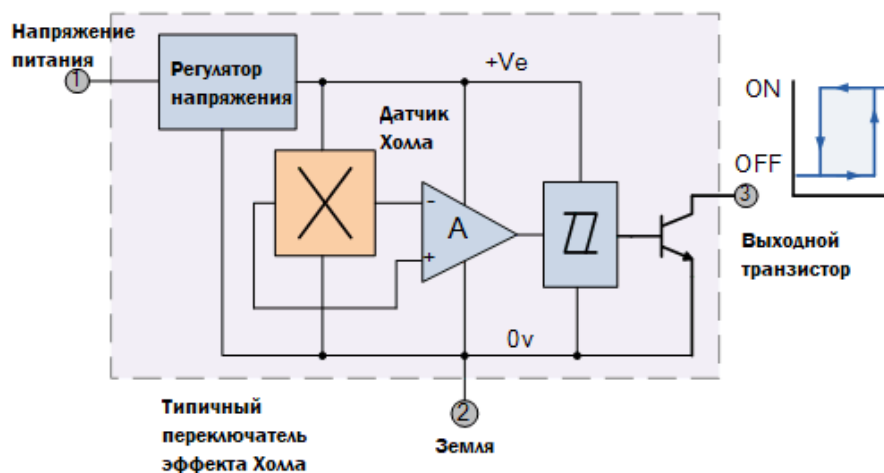 Напряжение
питания
1
Регулятор
напряжения
+Ve
Датчик
Холла
ON
OFF
-
A
+
3
Выходной
транзистор
0v
2
Типичный
переключатель
эффекта Холла
Земля